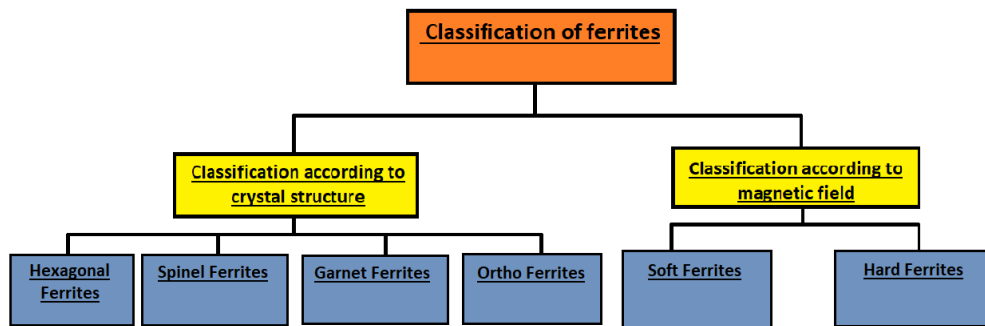 Classification of ferrites
Classification according to
crystal structure
Classification according to
magnetic field
Hexagonal
Ferrites
Spinel Ferrites
Garnet Ferrites
Ortho Ferrites
Soft Ferrites
Hard Ferrites